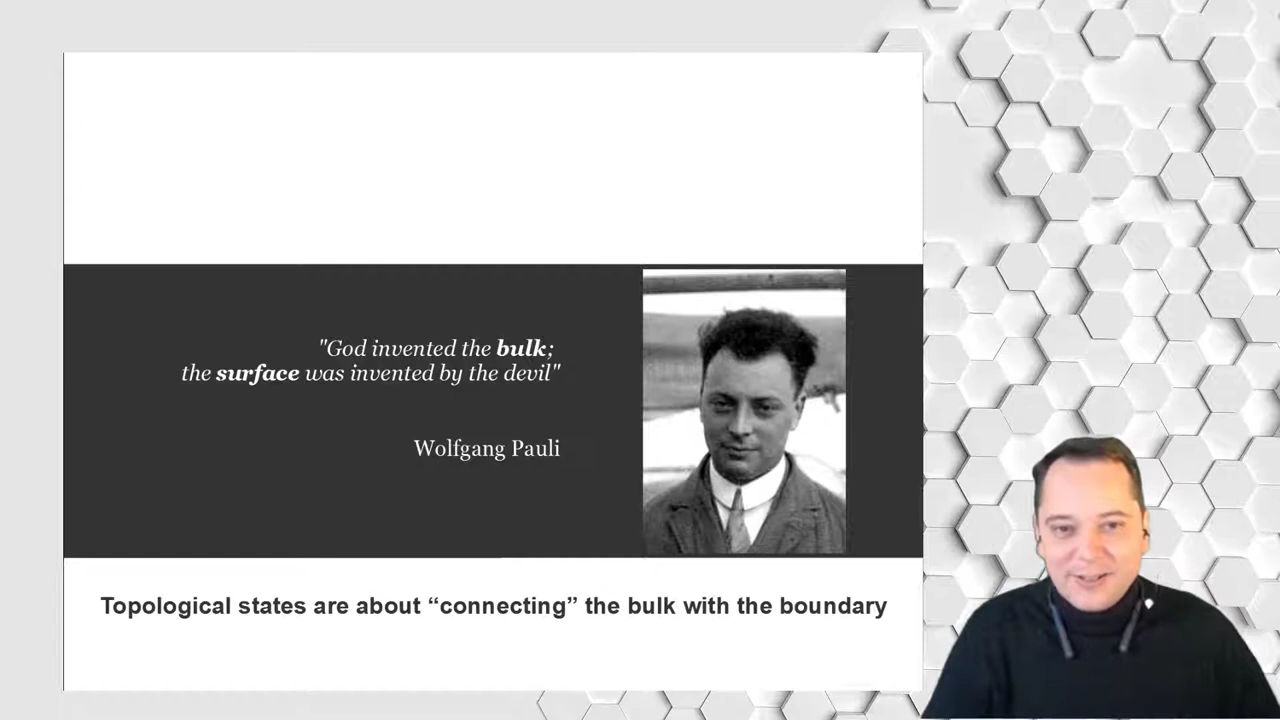 "God invented the bulk;
the surface was invented by the devil"
Wolfgang Pauli
Topological states are about “connecting” the bulk with the boundary